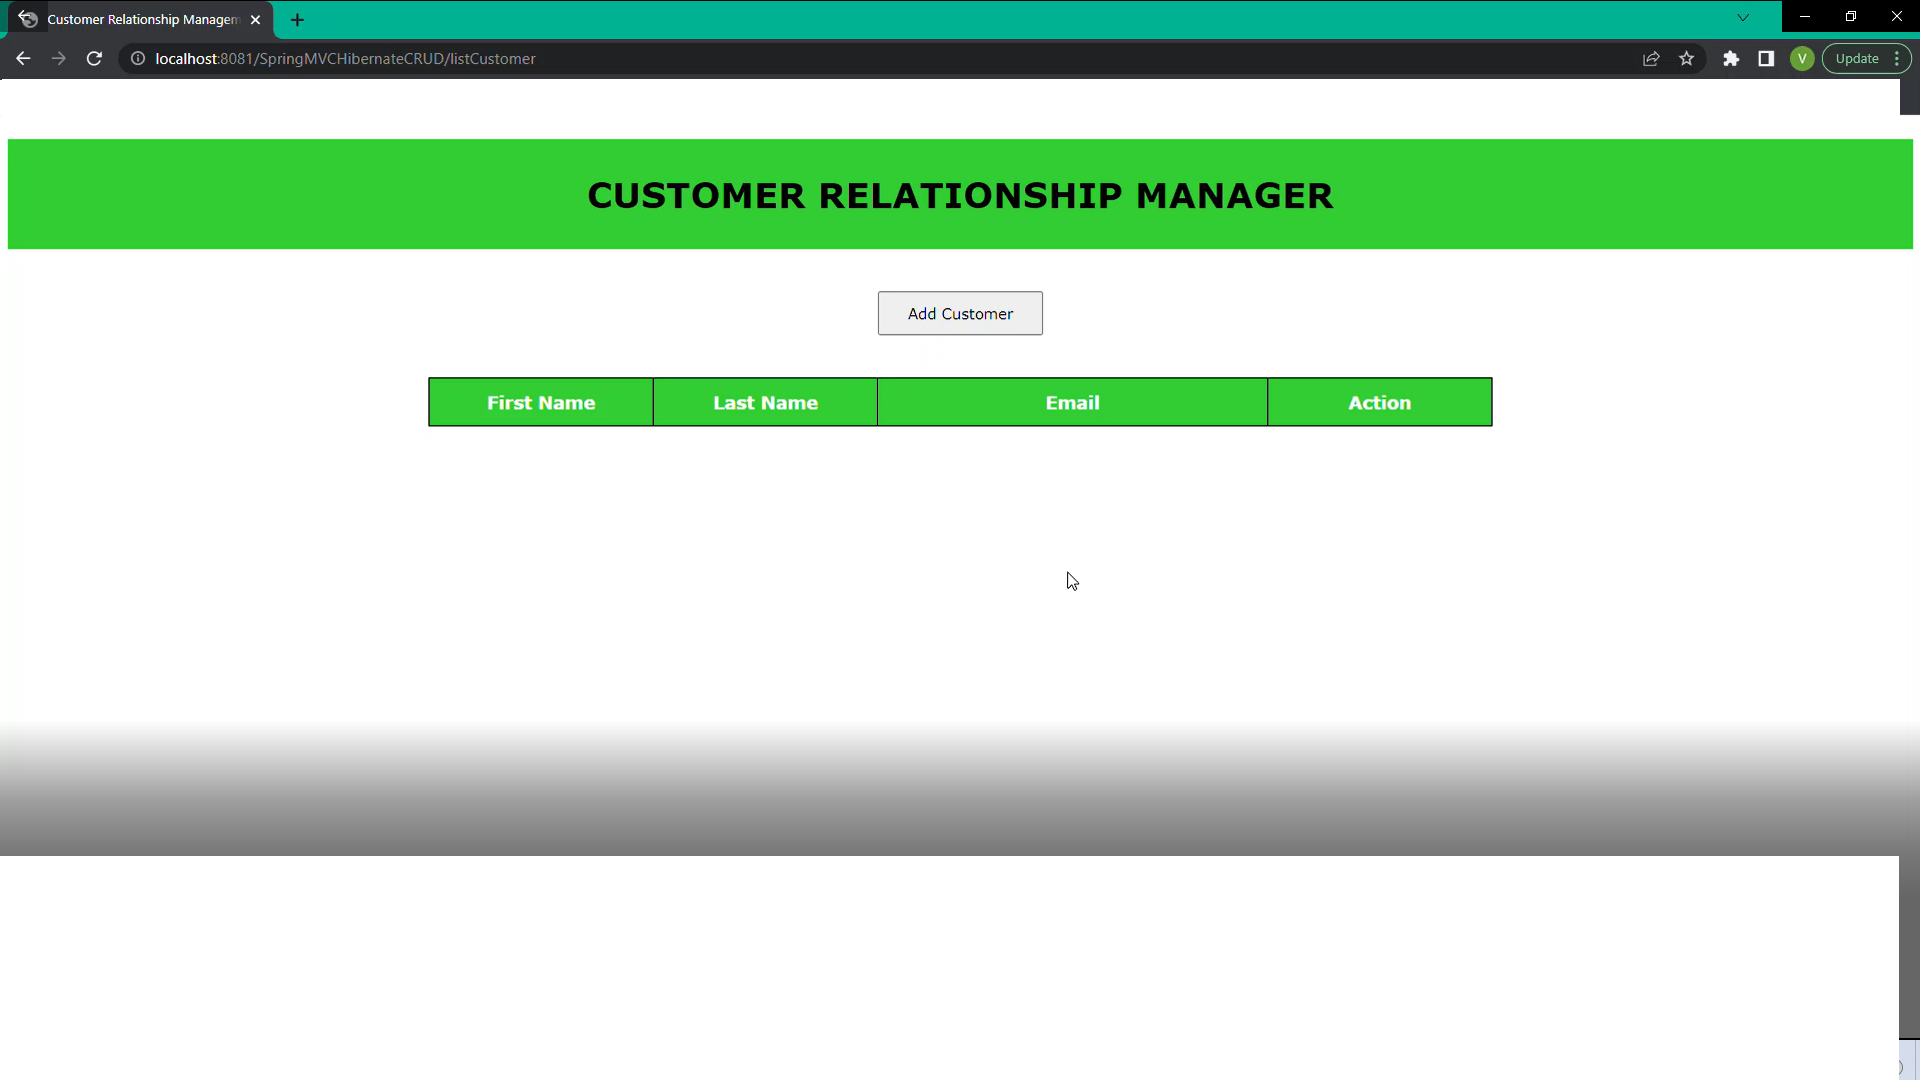 Customer Relationship Managem
localhost:8081/SpringMVCHibernateCRUD/listCustomer
V
Update
CUSTOMER RELATIONSHIP MANAGER
Add Customer
First Name Last Name Email Action